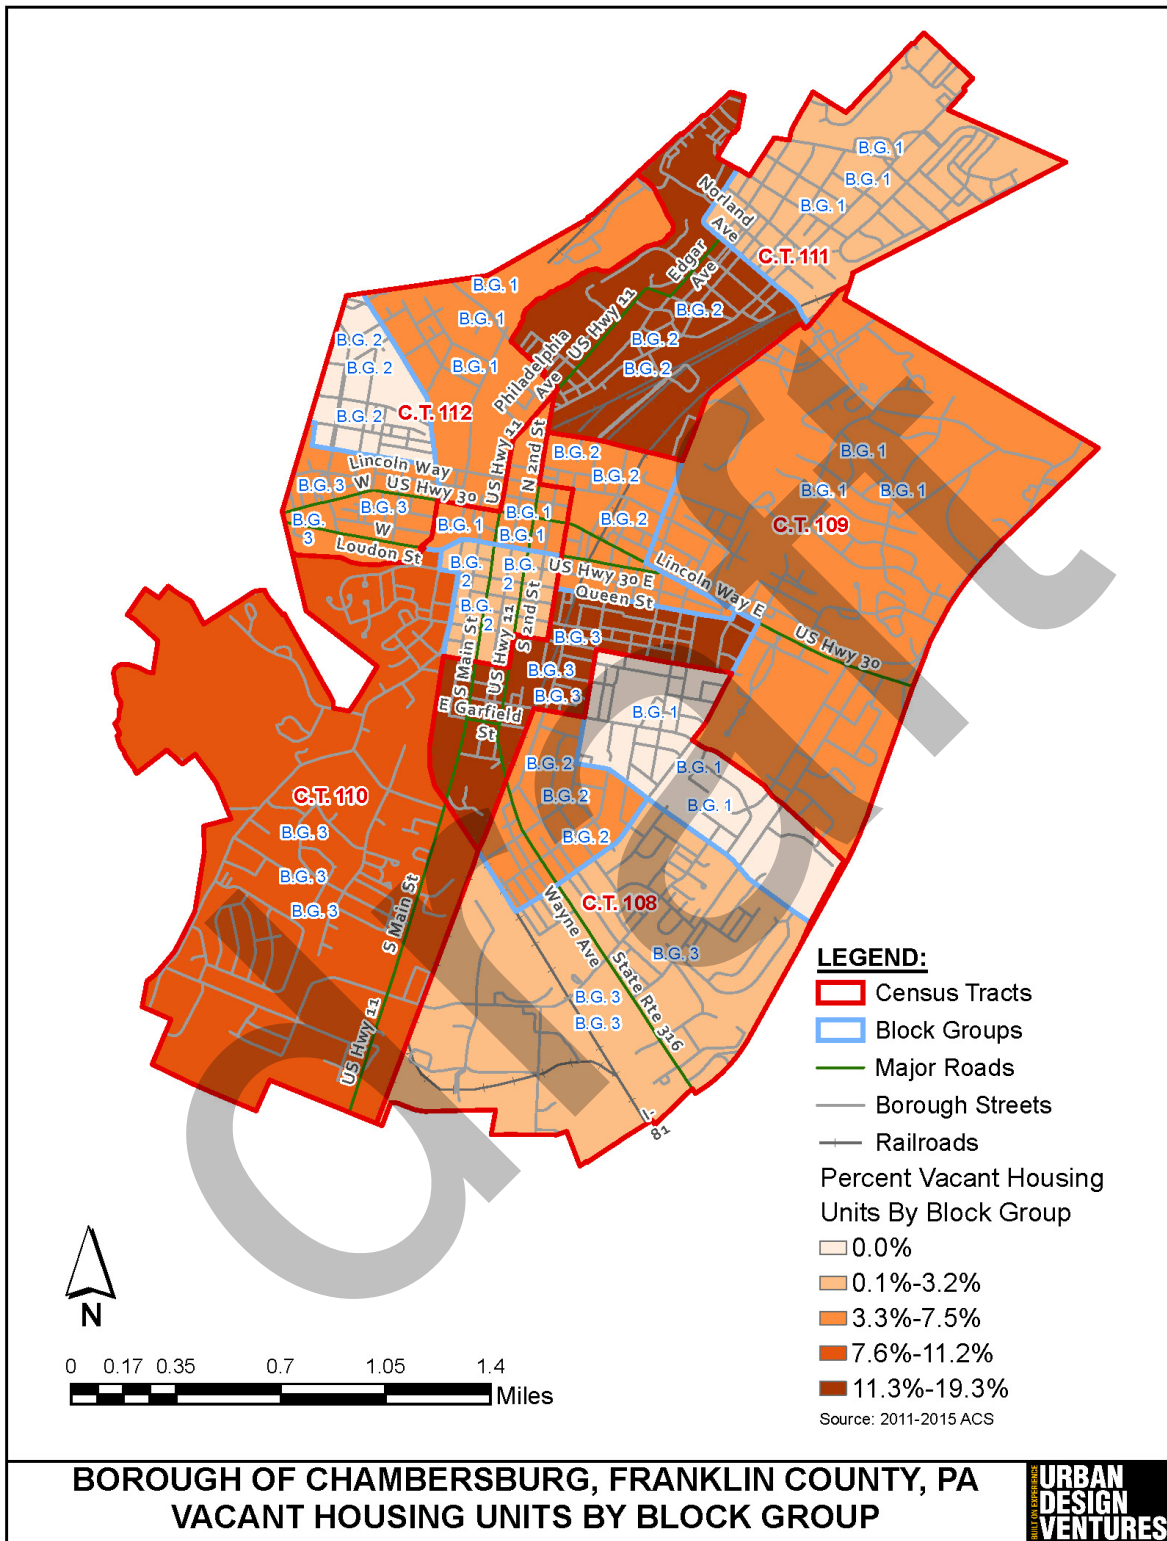 B.G. 1
B.G. 1
B.G. 1
Norland
Ave
C.T. 111
Edgar
Ave
B.G. 1
B.G. 1
B.G. 1
US Hwy 11
Philadelphia
Ave
B.G. 2
B.G. 2
B.G. 2
B.G. 2
B.G. 2
B.G. 2
C.T. 112
US Hwy 11
N 2nd St
B.G. 2
B.G. 2
B.G. 2
B.G. 1
B.G. 1
B.G. 1
C.T. 109
Lincoln Way
W
US Hwy 30
B.G. 3
B.G. 3
B.G.
3
W
Loudon St
B.G. 1
B.G. 1
B.G. 1
B.G.
2
B.G.
2
B.G.
2
US Hwy 30 E
Queen St
Lincoln Way E
US Hwy 30
S Main St
US Hwy 11
S 2nd St
B.G. 3
B.G. 3
B.G. 3
E Garfield
St
B.G. 1
B.G. 1
B.G. 1
B.G. 2
B.G. 2
B.G. 2
C.T. 110
B.G. 3
B.G. 3
B.G. 3
S Main St
US Hwy 11
C.T. 108
Wayne Ave
State Rte 316
B.G. 3
B.G. 3
B.G. 3
I-
81
draft
LEGEND:
Census Tracts
Block Groups
Major Roads
Borough Streets
Railroads
Percent Vacant Housing
Units By Block Group
0.0%
0.1%-3.2%
3.3%-7.5%
7.6%-11.2%
11.3%-19.3%
Source: 2011-2015 ACS
N
0 0.17 0.35 0.7 1.05 1.4
Miles
BOROUGH OF CHAMBERSBURG, FRANKLIN COUNTY, PA
VACANT HOUSING UNITS BY BLOCK GROUP
BUILT ON EXPERIENCE
URBAN
DESIGN
VENTURES